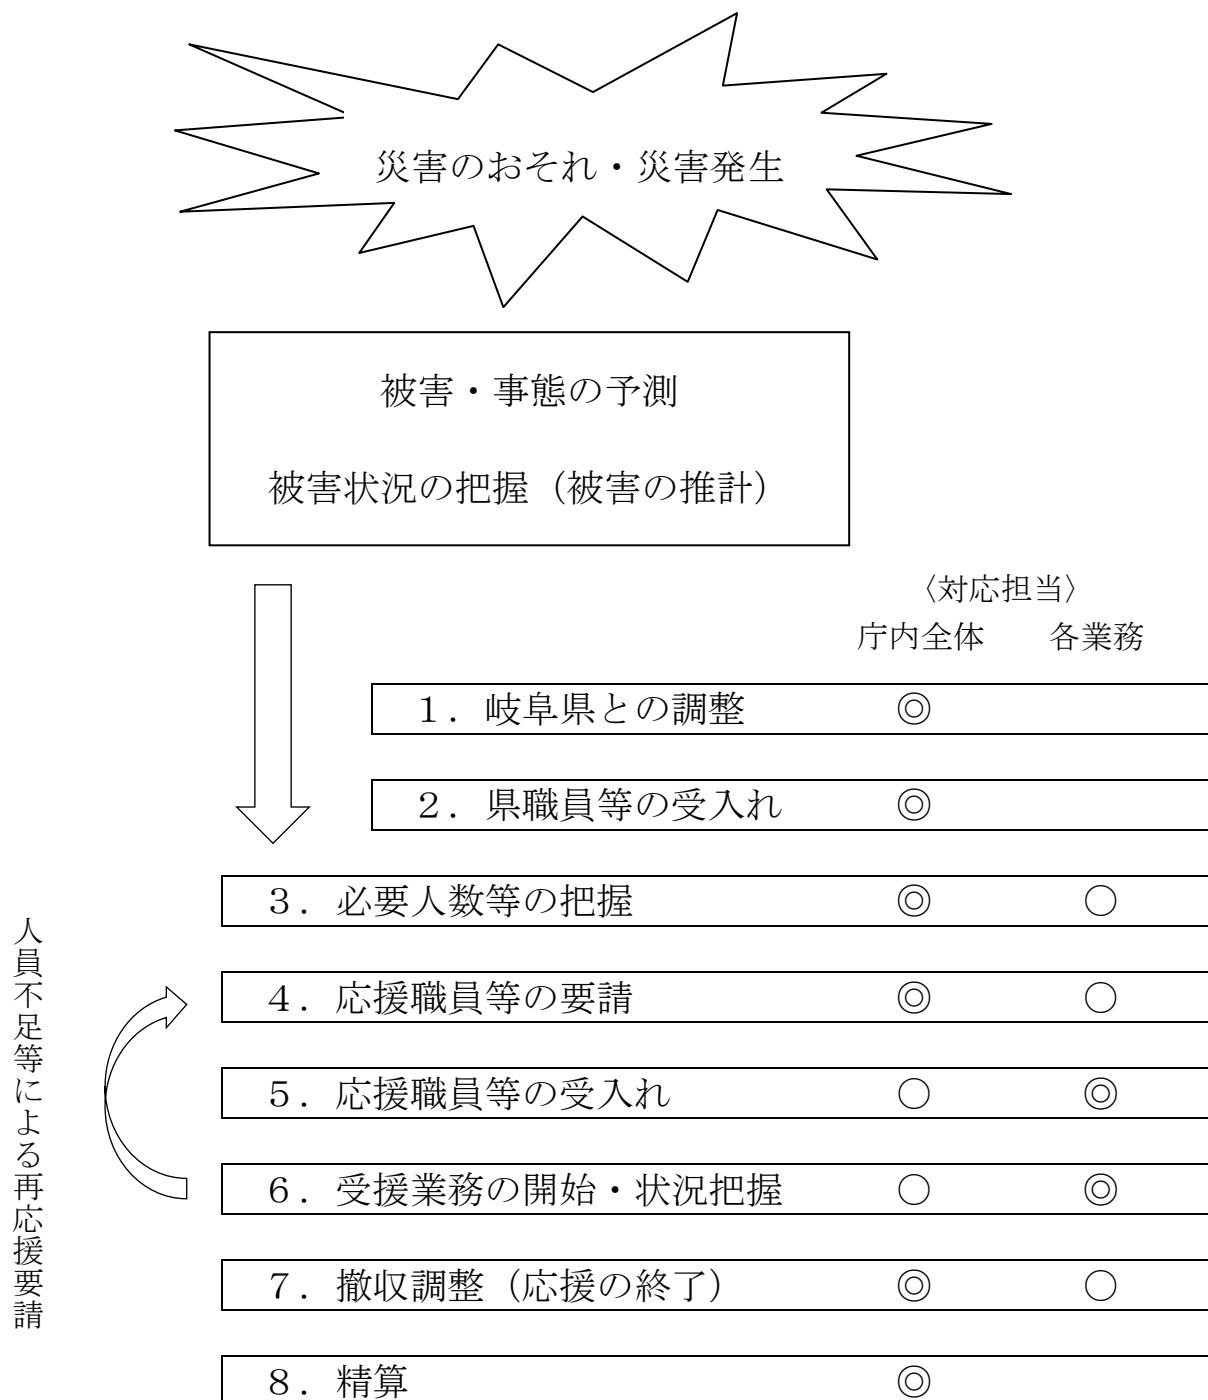 災害のおそれ・災害発生
被害・事態の予測
被害状況の把握（被害の推計）
〈対応担当〉
庁内全体　各業務
１．岐阜県との調整　◎
２．県職員等の受入れ　◎
３．必要人数等の把握　◎　○
４．応援職員等の要請　◎　○
５．応援職員等の受入れ　○　◎
６．受援業務の開始・状況把握　○　◎
７．撤収調整（応援の終了）　◎　○
８．精算　◎
人員不足等による再応援要請